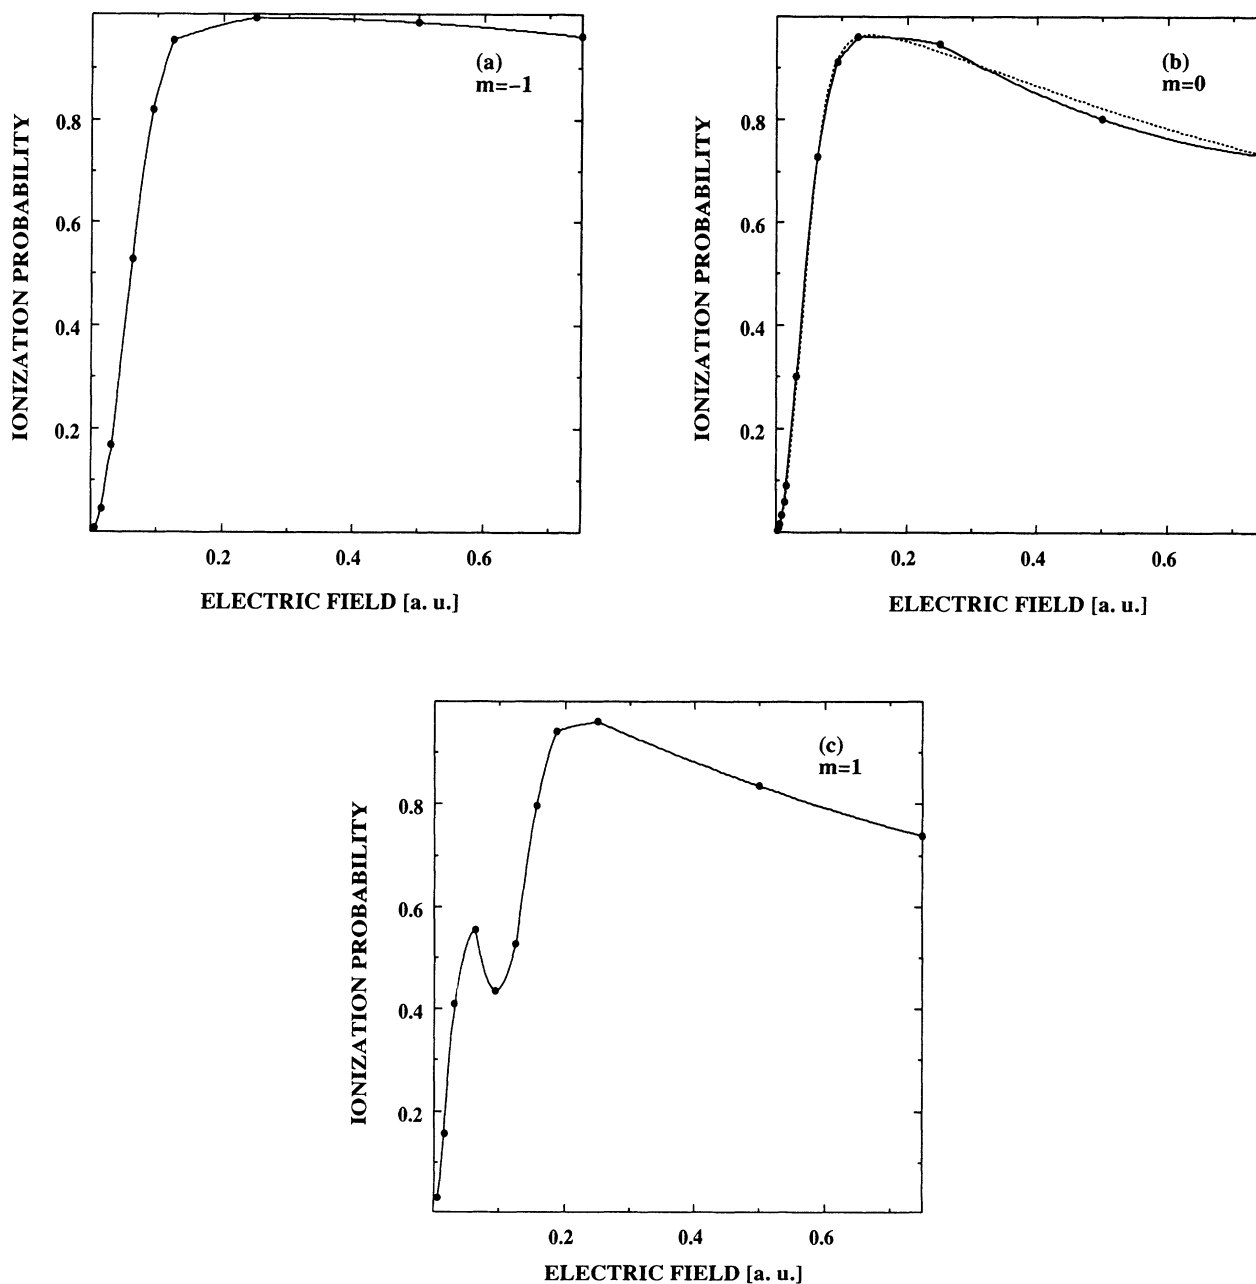 (a)
m=-1
IONIZATION PROBABILITY
0.8
0.6
0.4
0.2
0.2 0.4 0.6
ELECTRIC FIELD [a. u.]
(b)
m=0
IONIZATION PROBABILITY
0.8
0.6
0.4
0.2
0.2 0.4 0.6
ELECTRIC FIELD [a. u.]
(c)
m=1
IONIZATION PROBABILITY
0.8
0.6
0.4
0.2
0.2 0.4 0.6
ELECTRIC FIELD [a. u.]